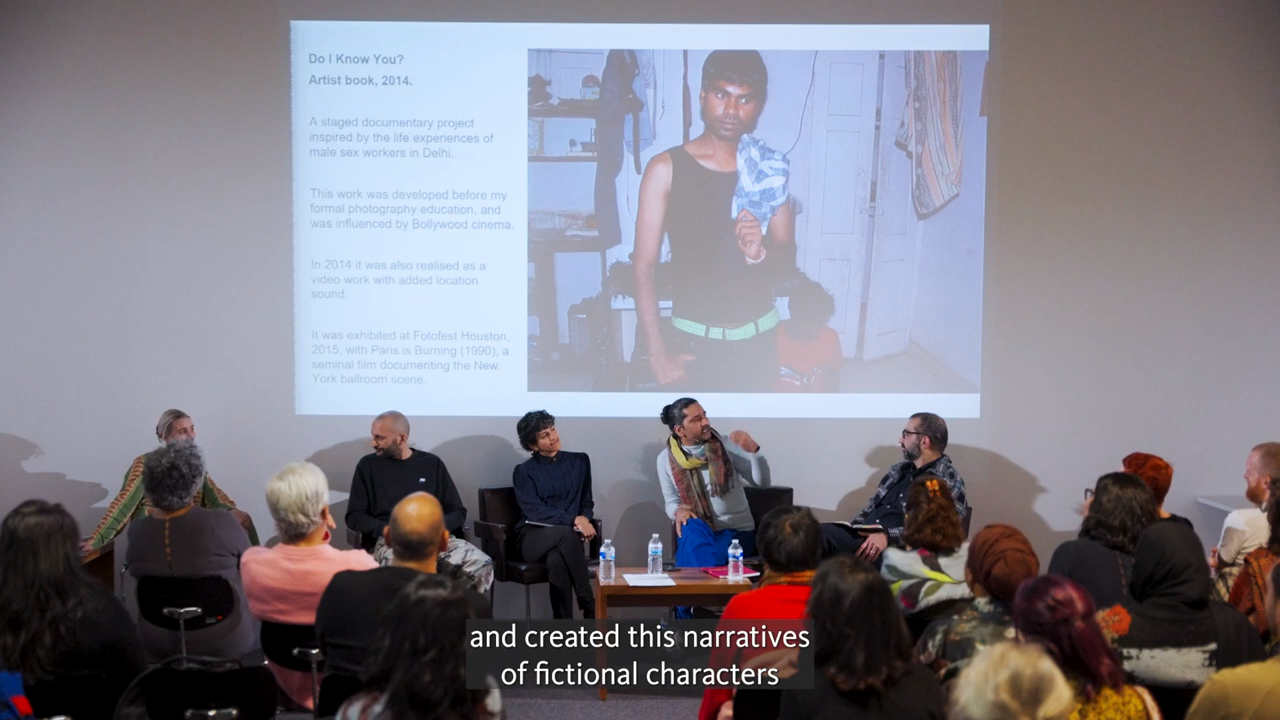 Do I Know You?
Artist book, 2014.
A staged documentary project
inspired by the life experiences of
male sex workers in Delhi.
This work was developed before my
formal photography education, and
was influenced by Bollywood cinema.
In 2014 it was also realised as a
video work with added location
sound.
It was exhibited at Fotofest Houston,
2015, with Paris is Burning (1990), a
seminal film documenting the New
York ballroom scene.
and created this narratives
of fictional characters